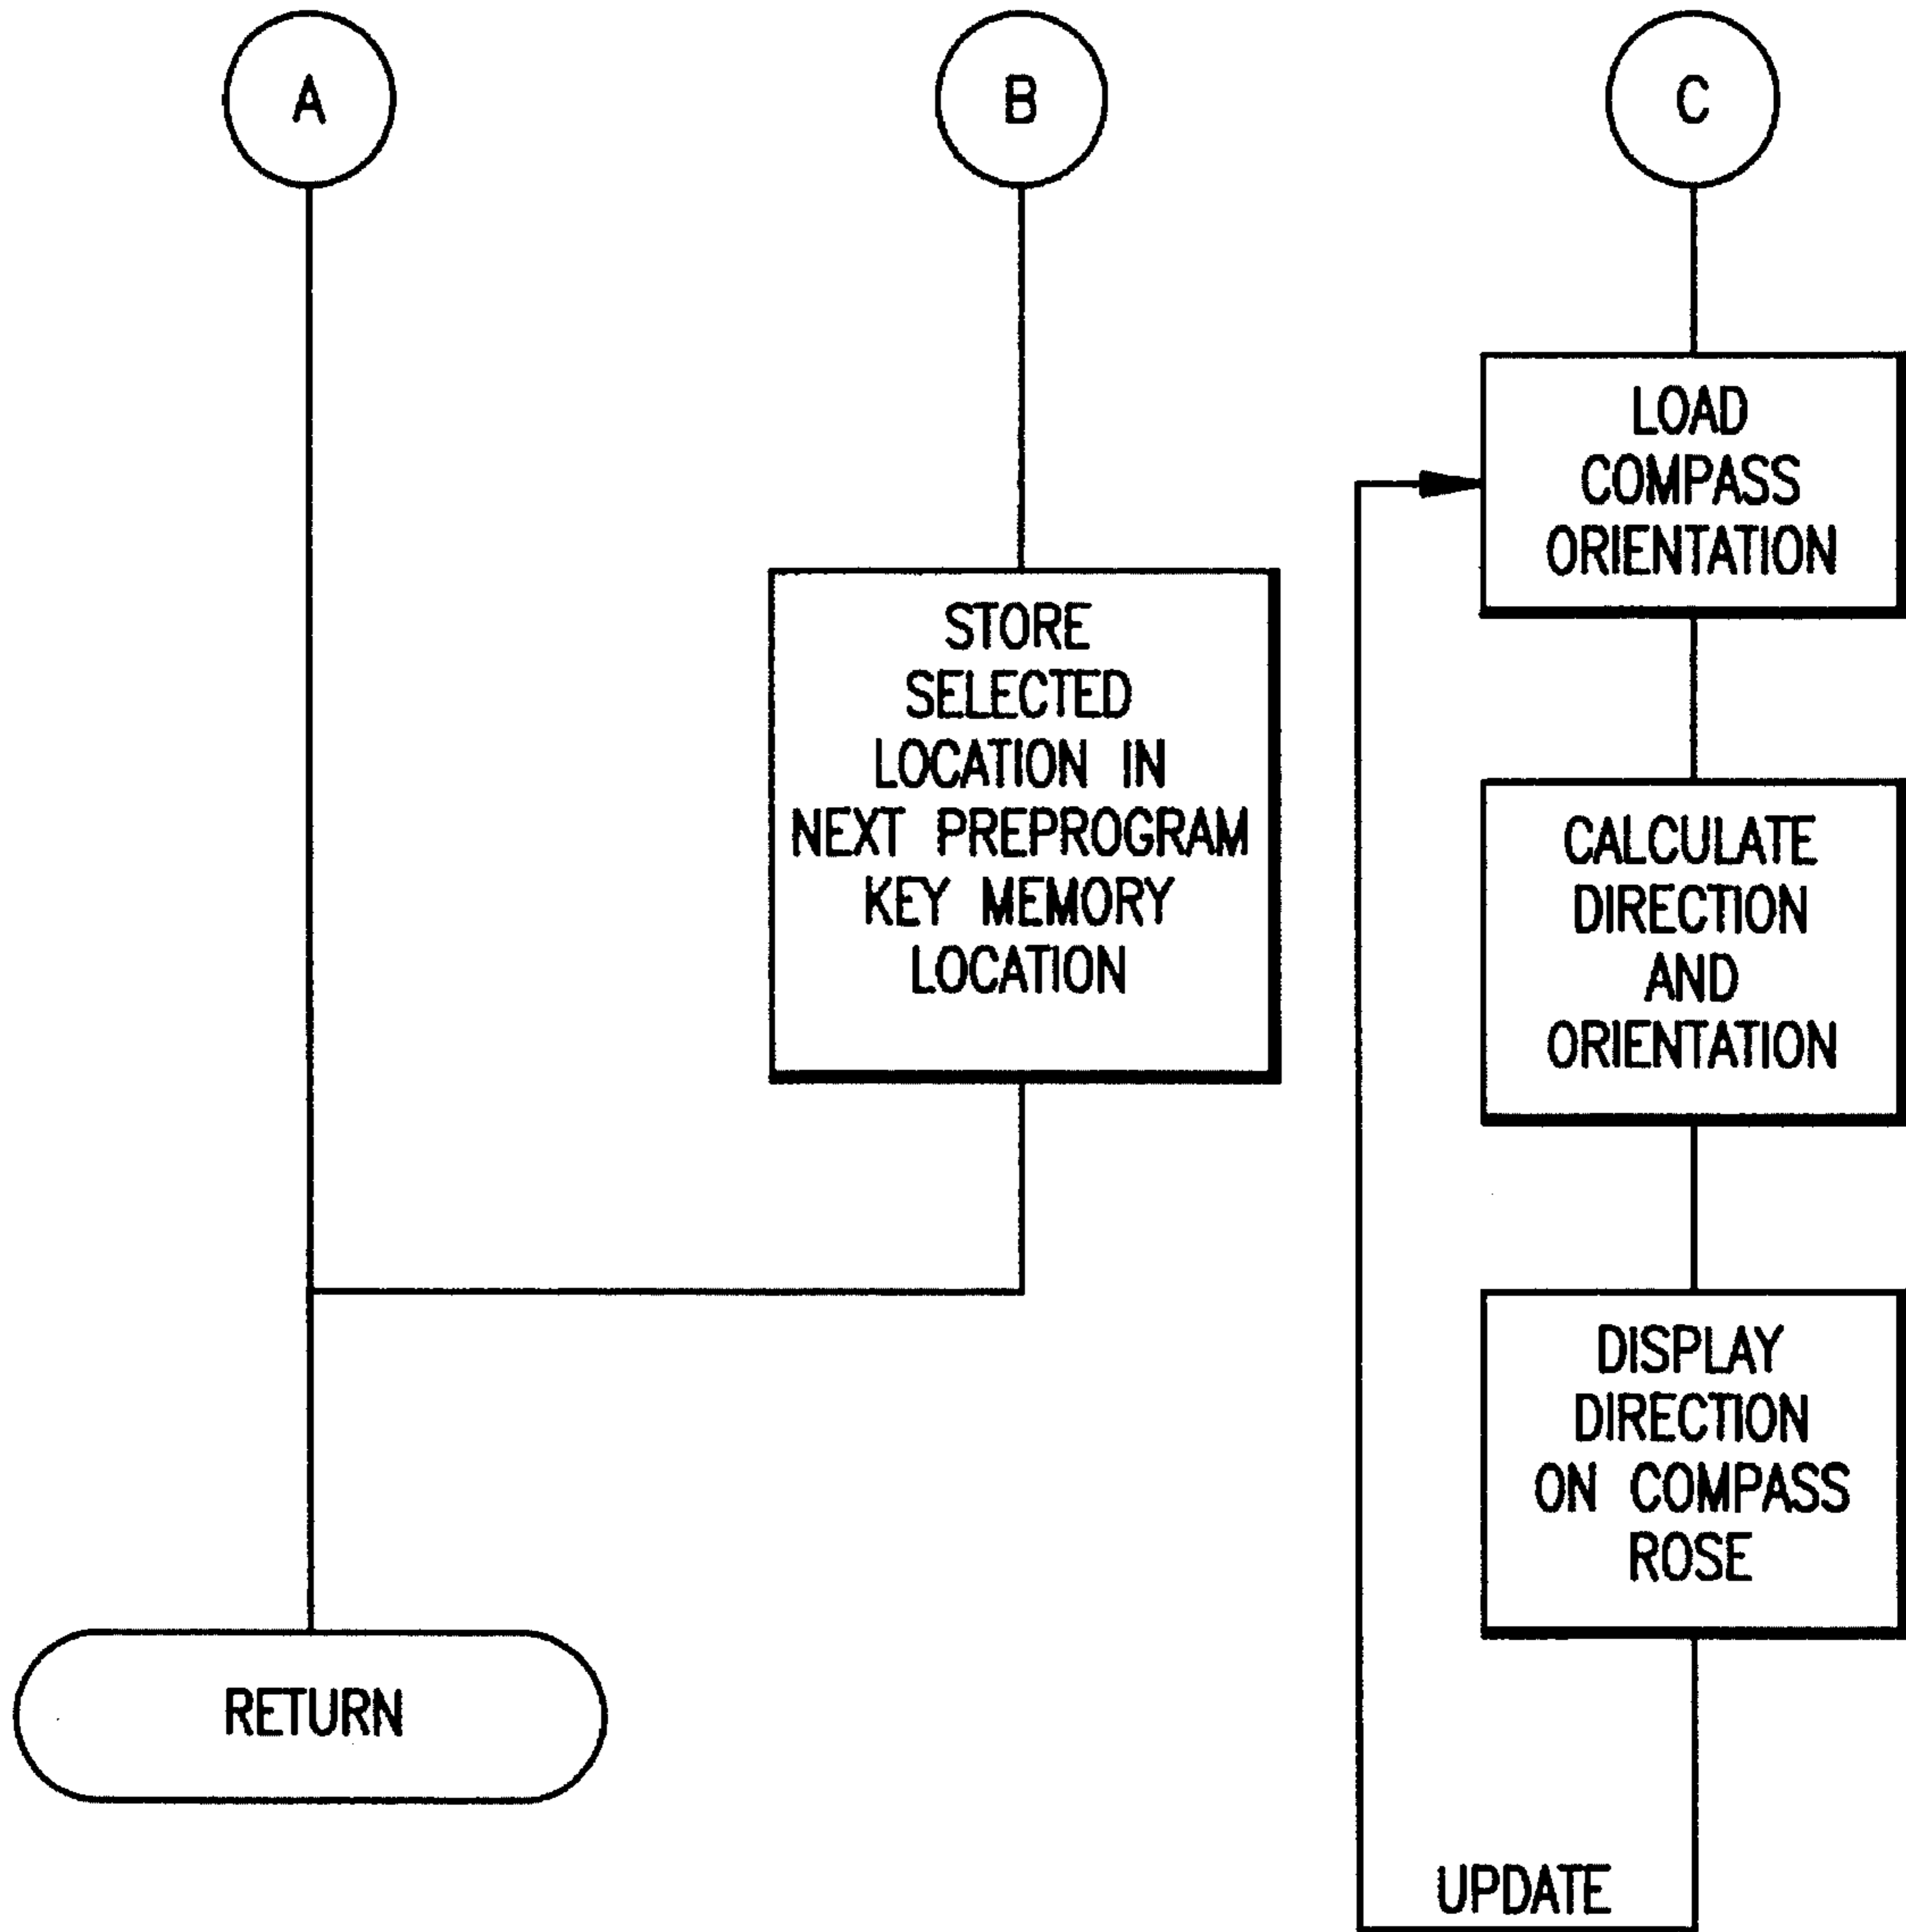 A
B
C
LOAD
COMPASS
ORIENTATION
STORE
SELECTED
LOCATION IN
NEXT PREPROGRAM
KEY MEMORY
LOCATION
CALCULATE
DIRECTION
AND
ORIENTATION
DISPLAY
DIRECTION
ON COMPASS
ROSE
RETURN
UPDATE